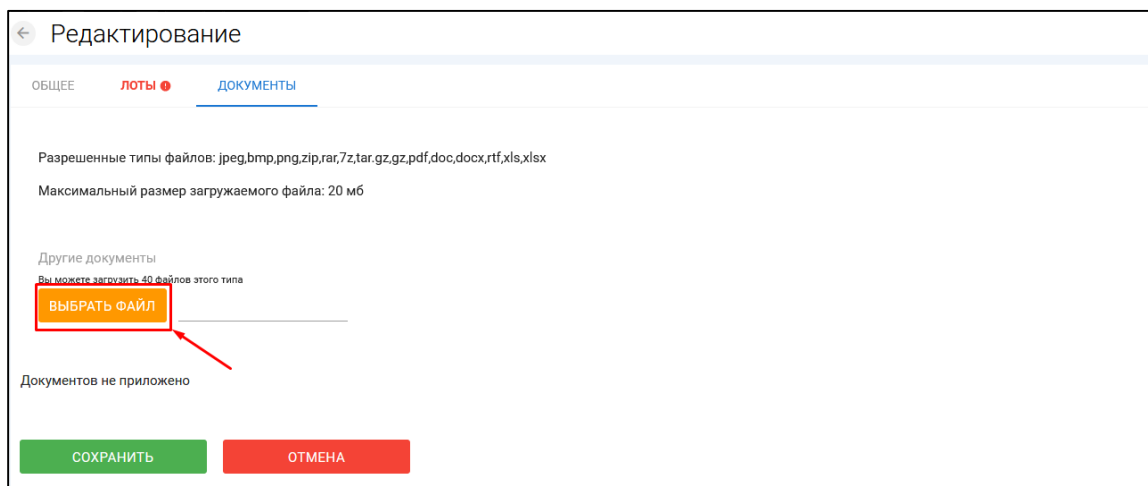 Редактирование
ОБЩЕЕ ЛОТЫ ДОКУМЕНТЫ
Разрешенные типы файлов: jpeg,bmp,png,zip,rar,7z,tar.gz,gz,pdf,doc,docx,rtf,xls,xlsx
Максимальный размер загружаемого файла: 20 мб
Другие документы
Вы можете загрузить 40 файлов этого типа
ВЫБРАТЬ ФАЙЛ
Документов не приложено
СОХРАНИТЬ ОТМЕНА